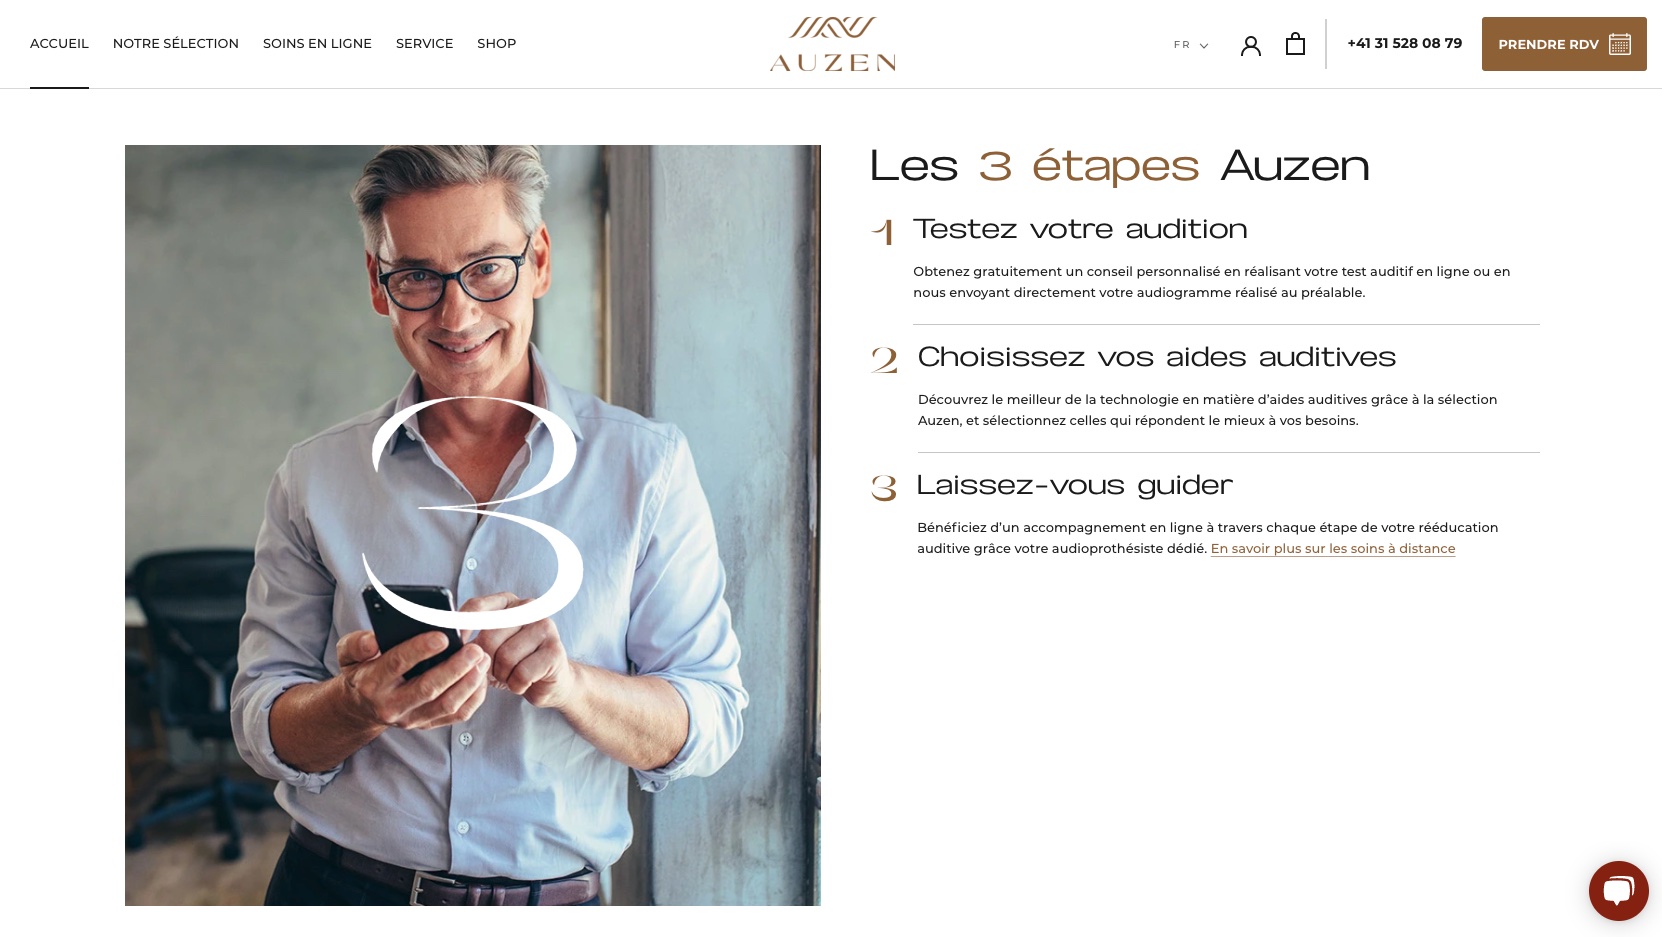 ACCUEIL NOTRE SÉLECTION SOINS EN LIGNE SERVICE SHOP
AUZEN
FR
+41 31 528 08 79
PRENDRE RDV
3
Les 3 étapes Auzen
1 Testez votre audition
Obtenez gratuitement un conseil personnalisé en réalisant votre test auditif en ligne ou en
nous envoyant directement votre audiogramme réalisé au préalable.
2 Choisissez vos aides auditives
Découvrez le meilleur de la technologie en matière d’aides auditives grâce à la sélection
Auzen, et sélectionnez celles qui répondent le mieux à vos besoins.
3 Laissez-vous guider
Bénéficiez d’un accompagnement en ligne à travers chaque étape de votre rééducation
auditive grâce votre audioprothésiste dédié. En savoir plus sur les soins à distance